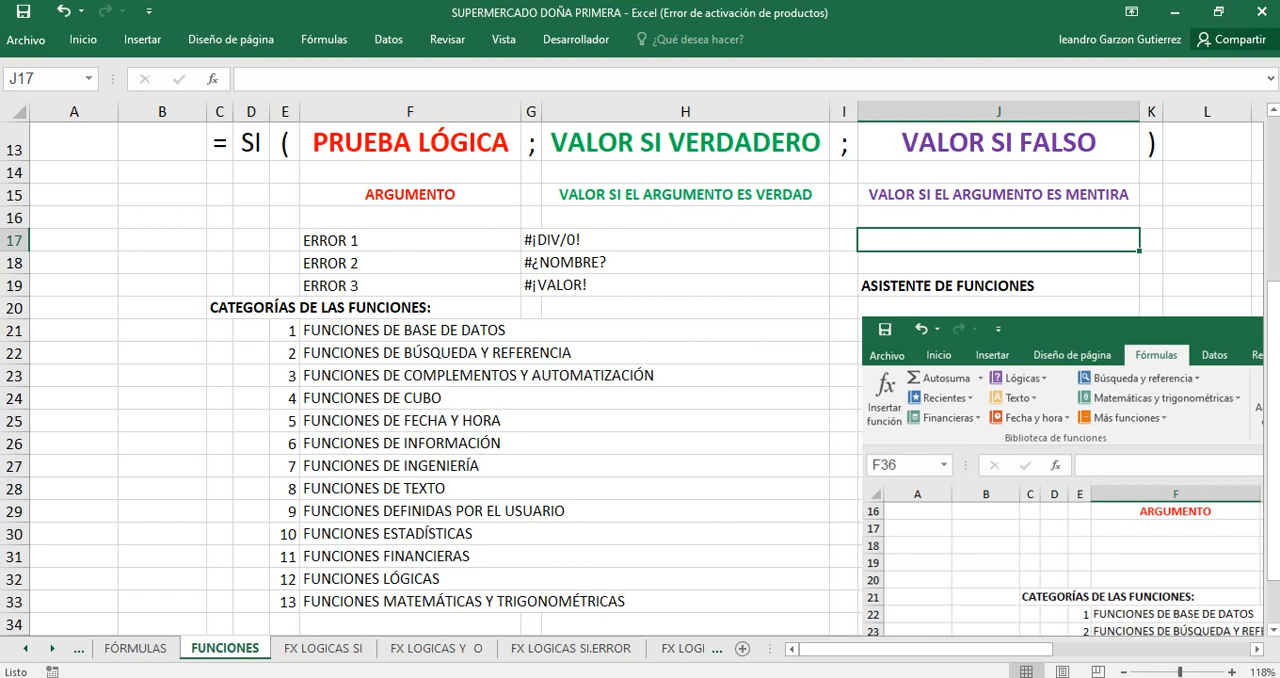 SUPERMERCADO DOÑA PRIMERA - Excel (Error de activación de productos)
Archivo Inicio Insertar Diseño de página Fórmulas Datos Revisar Vista Desarrollador ¿Qué desea hacer? leandro Garzon Gutierrez Compartir
J17 fx
A B C D E F G H I J K L
13 = SI ( PRUEBA LÓGICA ; VALOR SI VERDADERO ; VALOR SI FALSO )
14
15 ARGUMENTO VALOR SI EL ARGUMENTO ES VERDAD VALOR SI EL ARGUMENTO ES MENTIRA
16
17 ERROR 1 #¡DIV/0!
18 ERROR 2 #¿NOMBRE?
19 ERROR 3 #¡VALOR! ASISTENTE DE FUNCIONES
20 CATEGORÍAS DE LAS FUNCIONES:
21 1 FUNCIONES DE BASE DE DATOS
22 2 FUNCIONES DE BÚSQUEDA Y REFERENCIA
23 3 FUNCIONES DE COMPLEMENTOS Y AUTOMATIZACIÓN
24 4 FUNCIONES DE CUBO
25 5 FUNCIONES DE FECHA Y HORA
26 6 FUNCIONES DE INFORMACIÓN
27 7 FUNCIONES DE INGENIERÍA
28 8 FUNCIONES DE TEXTO
29 9 FUNCIONES DEFINIDAS POR EL USUARIO
30 10 FUNCIONES ESTADÍSTICAS
31 11 FUNCIONES FINANCIERAS
32 12 FUNCIONES LÓGICAS
33 13 FUNCIONES MATEMÁTICAS Y TRIGONOMÉTRICAS
34
Archivo Inicio Insertar Diseño de página Fórmulas Datos Re
fx Autosuma Lógicas Búsqueda y referencia
Insertar función Recientes Texto Matemáticas y trigonométricas
Financieras Fecha y hora Más funciones
Biblioteca de funciones
F36 fx
A B C D E F
16 ARGUMENTO
17
18
19
20
21 CATEGORÍAS DE LAS FUNCIONES:
22 1 FUNCIONES DE BASE DE DATOS
23 2 FUNCIONES DE BÚSQUEDA Y REFE
... FÓRMULAS FUNCIONES FX LOGICAS SI FX LOGICAS Y O FX LOGICAS SI.ERROR FX LOGI ...
Listo 118%